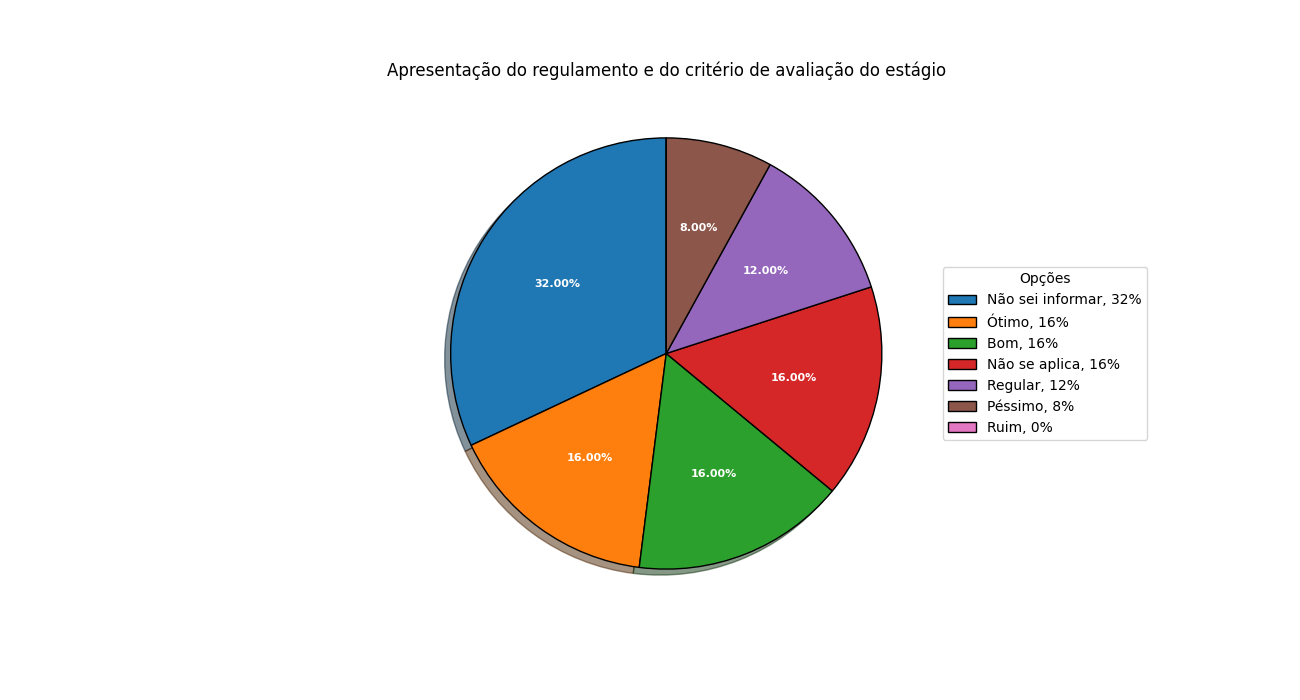 Apresentação do regulamento e do critério de avaliação do estágio
8.00%
12.00%
32.00%
16.00%
16.00%
16.00%
Opções
Não sei informar, 32%
Ótimo, 16%
Bom, 16%
Não se aplica, 16%
Regular, 12%
Péssimo, 8%
Ruim, 0%